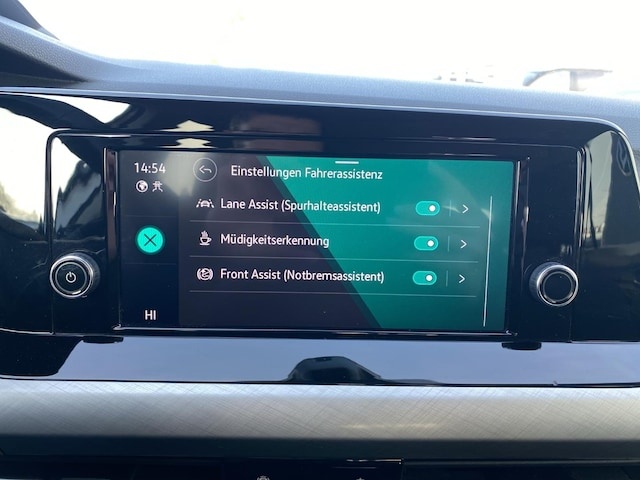 14:54
Einstellungen Fahrerassistenz
Lane Assist (Spurhalteassistent)
Müdigkeitserkennung
Front Assist (Notbremsassistent)
HI